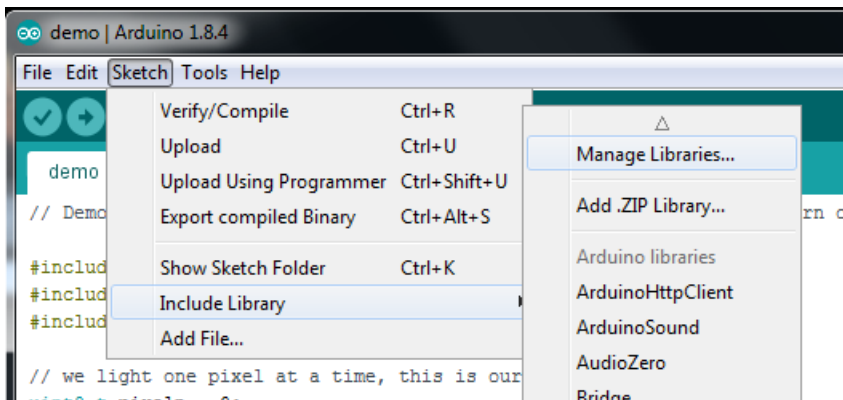 demo | Arduino 1.8.4
File Edit Sketch Tools Help
Verify/Compile Ctrl+R
Upload Ctrl+U
Upload Using Programmer Ctrl+Shift+U
Export compiled Binary Ctrl+Alt+S
Show Sketch Folder Ctrl+K
Include Library
Add File...
Manage Libraries...
Add .ZIP Library...
Arduino libraries
ArduinoHttpClient
ArduinoSound
AudioZero
Bridge
demo
// Demo
#includ
#includ
#includ
// we light one pixel at a time, this is our